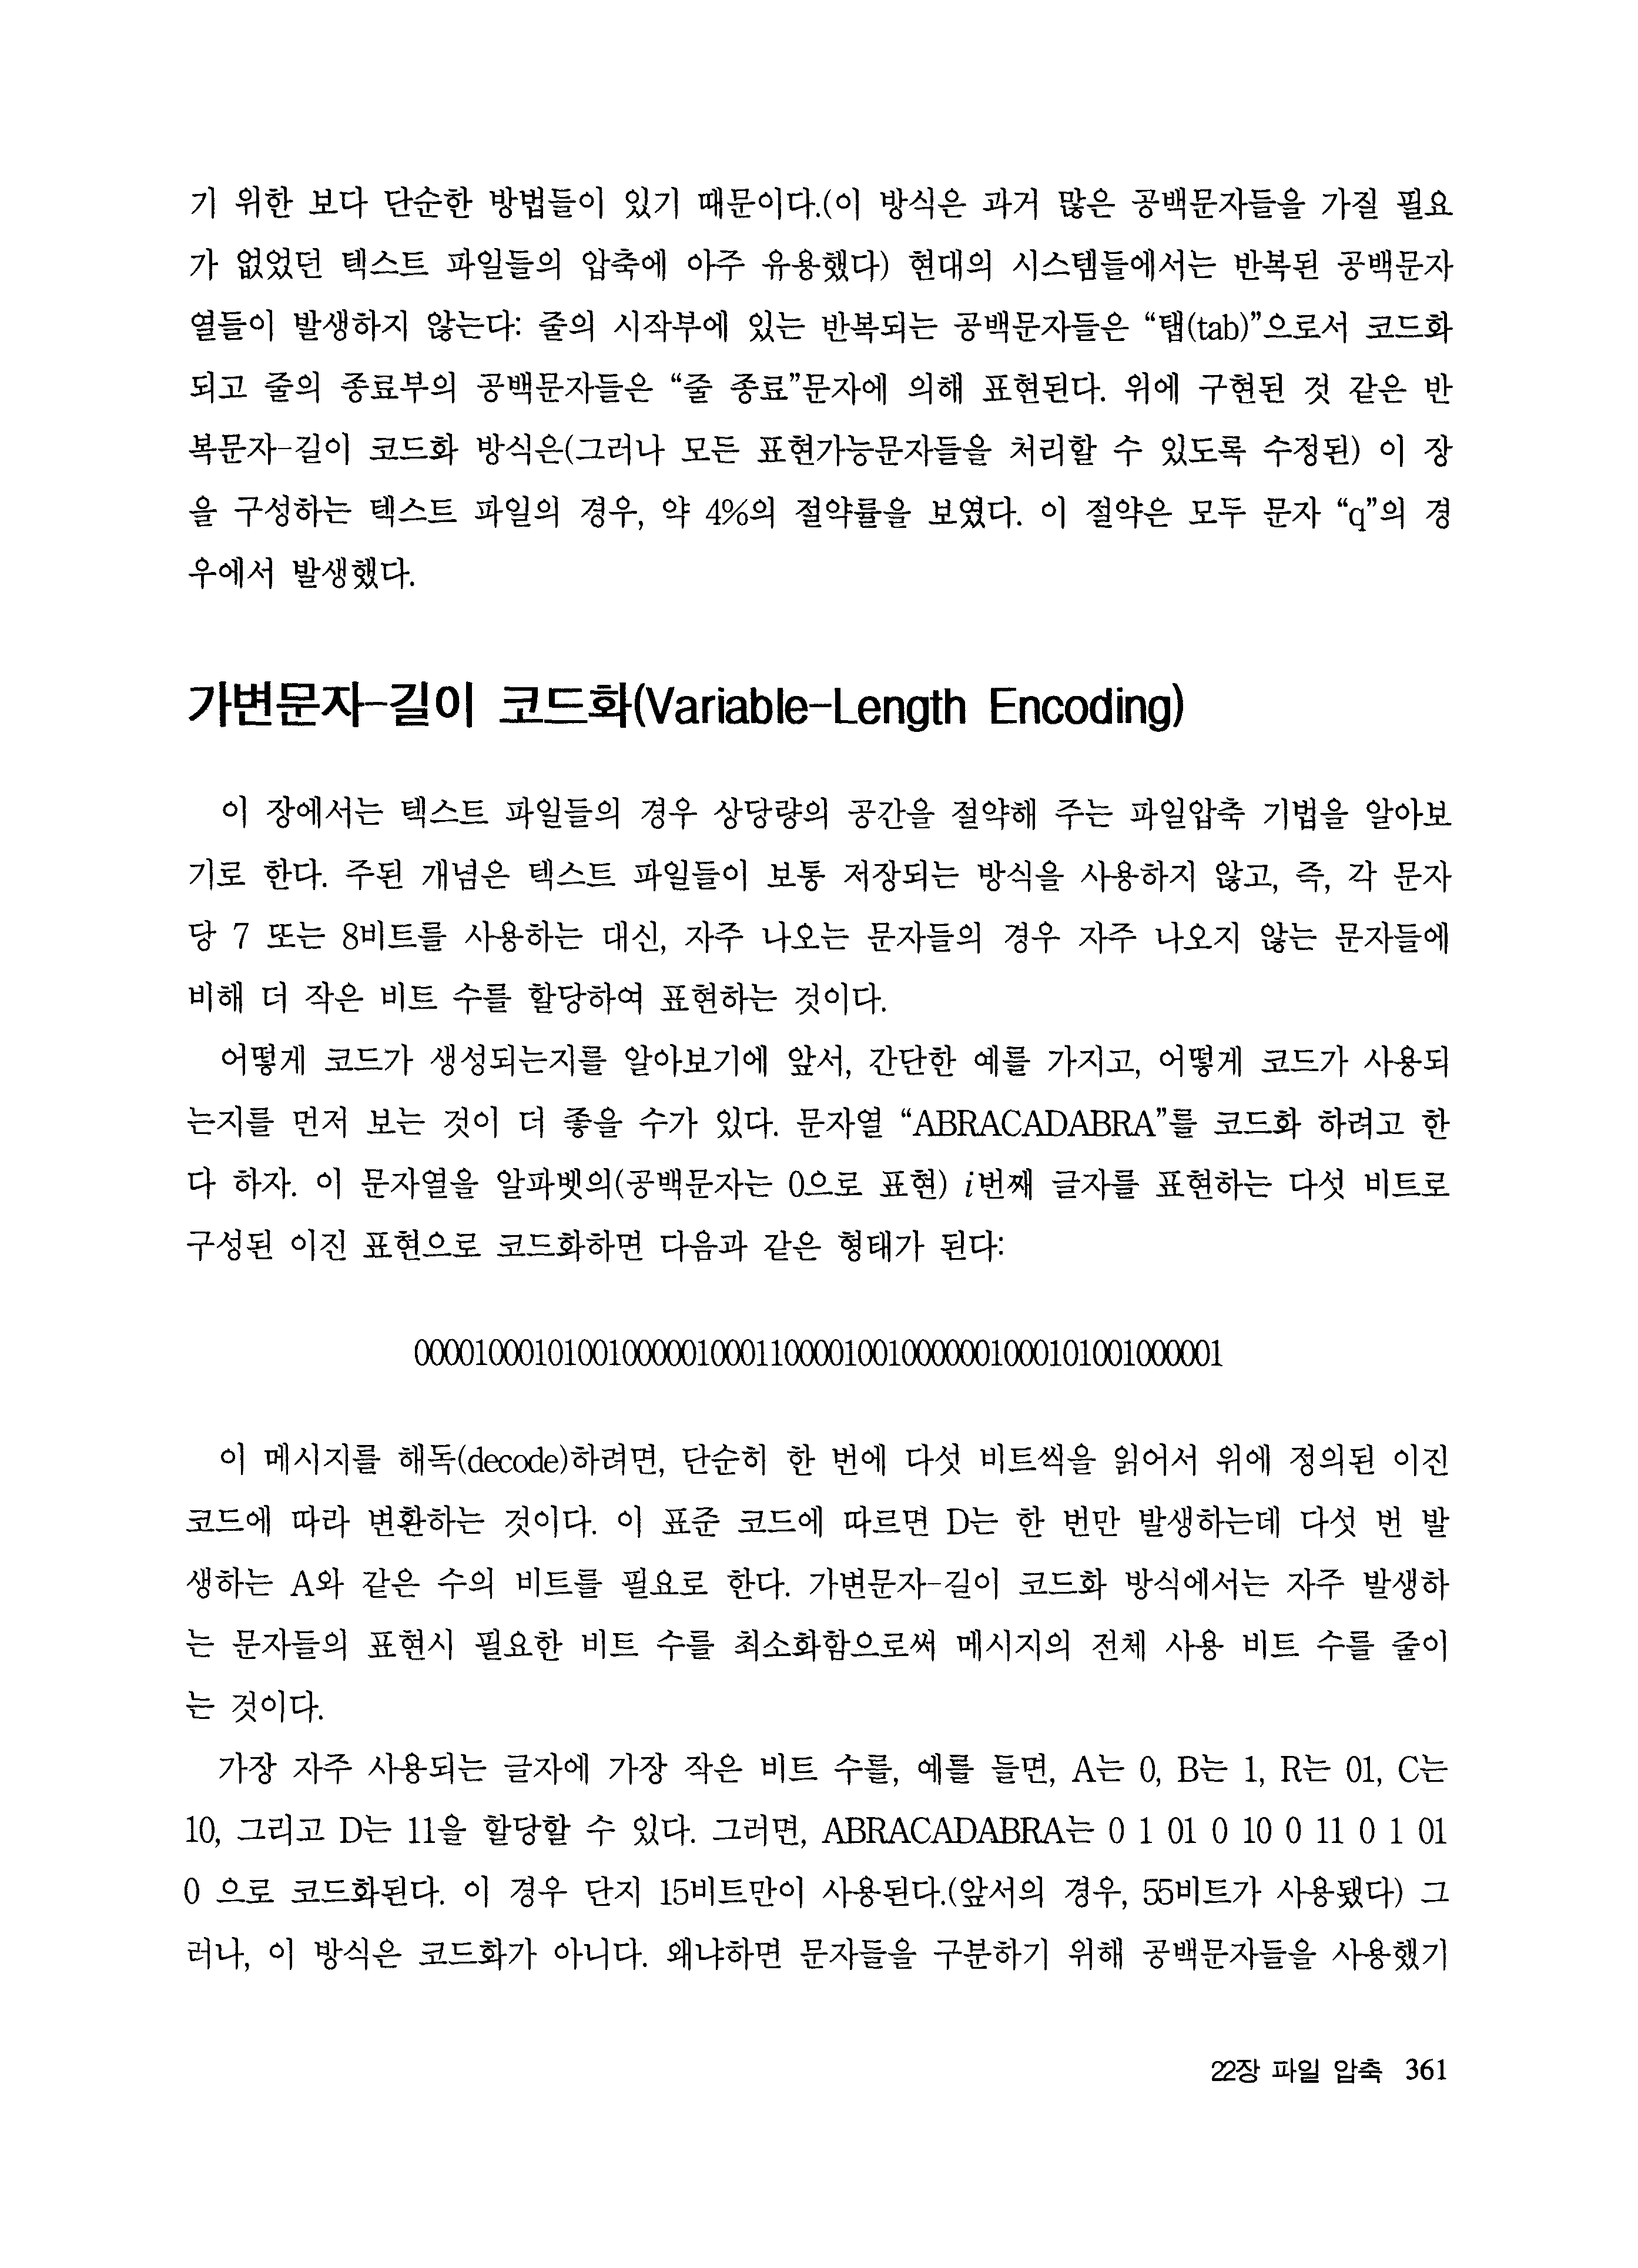 기 위한 보다 단순한 방법들이 있기 때문이다.(이 방식은 과거 많은 공백문자들을 가질 필요
가 없었던 텍스트 파일들의 압축에 아주 유용했다) 현대의 시스템들에서는 반복된 공백문자
열들이 발생하지 않는다: 줄의 시작부에 있는 반복되는 공백문자들은 “탭(tab)”으로서 코드화
되고 줄의 종료부의 공백문자들은 “줄 종료”문자에 의해 표현된다. 위에 구현된 것 같은 반
복문자-길이 코드화 방식은(그러나 모든 표현가능문자들을 처리할 수 있도록 수정된) 이 장
을 구성하는 텍스트 파일의 경우, 약 4%의 절약률을 보였다. 이 절약은 모두 문자 “q”의 경
우에서 발생했다.
가변문자-길이 코드화(Variable-Length Encoding)
이 장에서는 텍스트 파일들의 경우 상당량의 공간을 절약해 주는 파일압축 기법을 알아보
기로 한다. 주된 개념은 텍스트 파일들이 보통 저장되는 방식을 사용하지 않고, 즉, 각 문자
당 7 또는 8비트를 사용하는 대신, 자주 나오는 문자들의 경우 자주 나오지 않는 문자들에
비해 더 작은 비트 수를 할당하여 표현하는 것이다.
어떻게 코드가 생성되는지를 알아보기에 앞서, 간단한 예를 가지고, 어떻게 코드가 사용되
는지를 먼저 보는 것이 더 좋을 수가 있다. 문자열 “ABRACADABRA”를 코드화 하려고 한
다 하자. 이 문자열을 알파벳의(공백문자는 0으로 표현) i번째 글자를 표현하는 다섯 비트로
구성된 이진 표현으로 코드화하면 다음과 같은 형태가 된다:
0000100010100100000100011000010010000001000101001000001
이 메시지를 해독(decode)하려면, 단순히 한 번에 다섯 비트씩을 읽어서 위에 정의된 이진
코드에 따라 변환하는 것이다. 이 표준 코드에 따르면 D는 한 번만 발생하는데 다섯 번 발
생하는 A와 같은 수의 비트를 필요로 한다. 가변문자-길이 코드화 방식에서는 자주 발생하
는 문자들의 표현시 필요한 비트 수를 최소화함으로써 메시지의 전체 사용 비트 수를 줄이
는 것이다.
가장 자주 사용되는 글자에 가장 작은 비트 수를, 예를 들면, A는 0, B는 1, R는 01, C는
10, 그리고 D는 11을 할당할 수 있다. 그러면, ABRACADABRA는 0 1 01 0 10 0 11 0 1 01
0 으로 코드화된다. 이 경우 단지 15비트만이 사용된다.(앞서의 경우, 55비트가 사용됐다) 그
러나, 이 방식은 코드화가 아니다. 왜냐하면 문자들을 구분하기 위해 공백문자들을 사용했기
22장 파일 압축 361